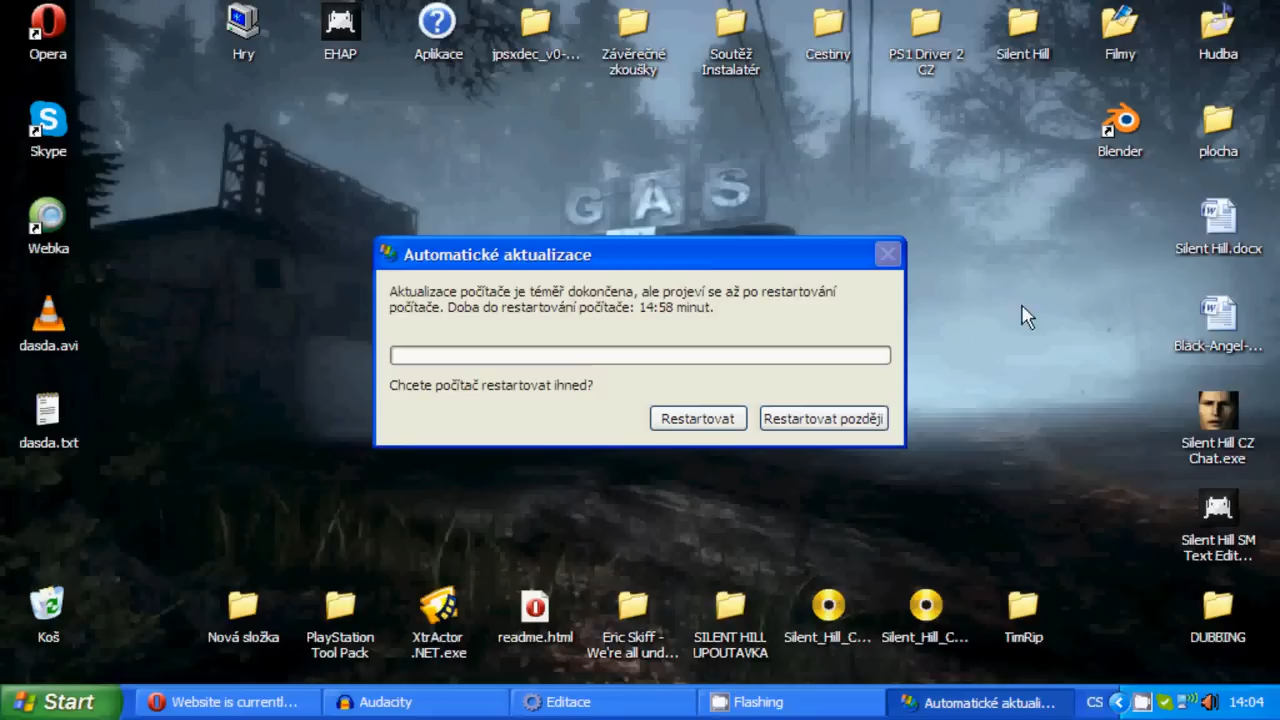 Opera
Hry
EHAP
Aplikace
jpsxdec_v0-...
Závěrečné
zkoušky
Soutěž
Instalatér
Cestiny
PS1 Driver 2
CZ
Silent Hill
Filmy
Hudba
Skype
Blender
plocha
GAS
Webka
Silent Hill.docx
Automatické aktualizace
Aktualizace počítače je téměř dokončena, ale projeví se až po restartování
počítače. Doba do restartování počítače: 14:58 minut.
Chcete počítač restartovat ihned?
Restartovat
Restartovat později
dasda.avi
Black-Angel-...
dasda.txt
Silent Hill CZ
Chat.exe
Silent Hill SM
Text Edit...
Koš
Nová složka
PlayStation
Tool Pack
XtrActor
.NET.exe
readme.html
Eric Skiff -
We're all und...
SILENT HILL
UPOUTAVKA
Silent_Hill_C...
Silent_Hill_C...
TimRip
DUBBING
Start
Website is currentl...
Audacity
Editace
Flashing
Automatické aktuali...
CS
14:04